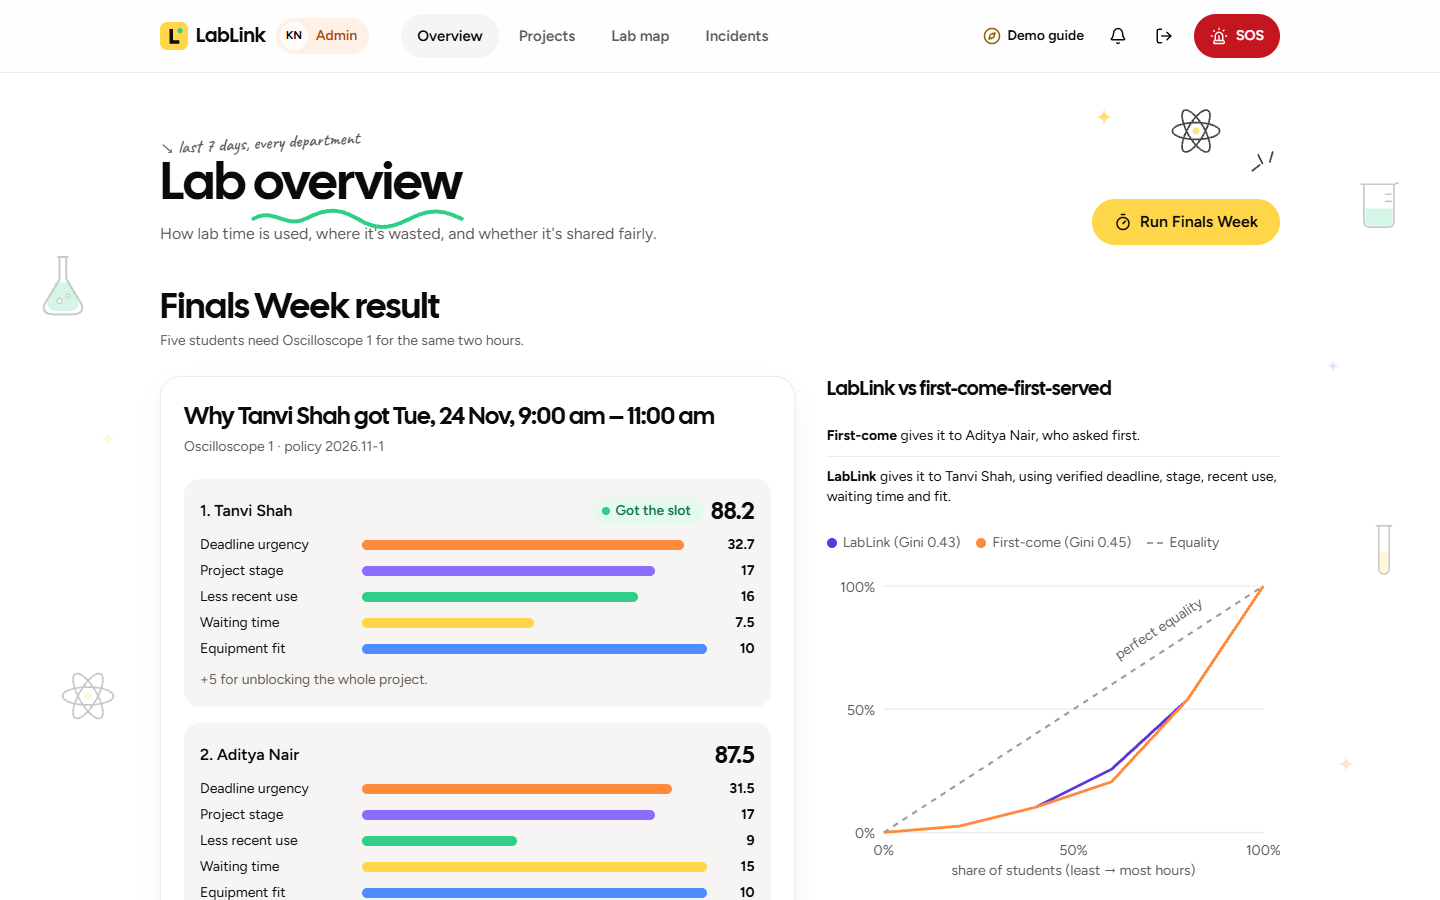 LabLink KN Admin Overview Projects Lab map Incidents Demo guide SOS
↘ last 7 days, every department
Lab overview
How lab time is used, where it's wasted, and whether it's shared fairly.
Run Finals Week
Finals Week result
Five students need Oscilloscope 1 for the same two hours.
Why Tanvi Shah got Tue, 24 Nov, 9:00 am – 11:00 am
Oscilloscope 1 · policy 2026.11-1
1. Tanvi Shah Got the slot 88.2
Deadline urgency 32.7
Project stage 17
Less recent use 16
Waiting time 7.5
Equipment fit 10
+5 for unblocking the whole project.
2. Aditya Nair 87.5
Deadline urgency 31.5
Project stage 17
Less recent use 9
Waiting time 15
Equipment fit 10
LabLink vs first-come-first-served
First-come gives it to Aditya Nair, who asked first.
LabLink gives it to Tanvi Shah, using verified deadline, stage, recent use,
waiting time and fit.
LabLink (Gini 0.43) First-come (Gini 0.45) Equality
100%
perfect equality
50%
0%
0% 50% 100%
share of students (least → most hours)